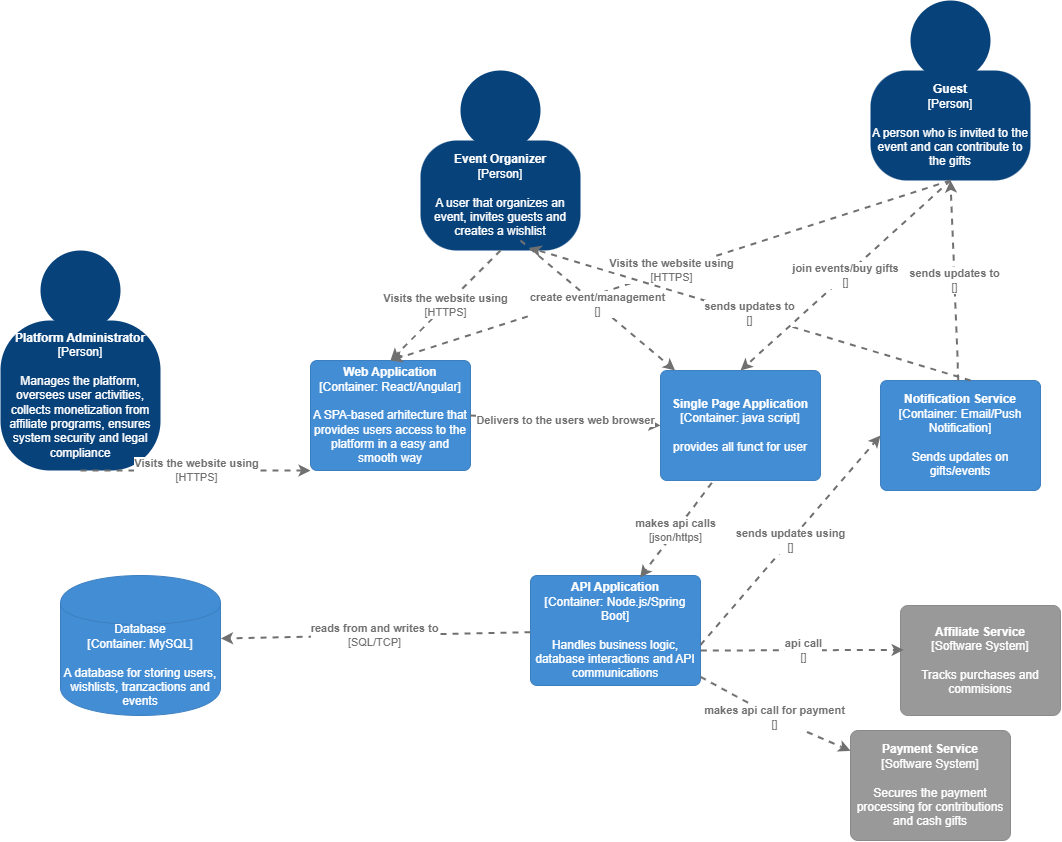 Guest
[Person]
A person who is invited to the
event and can contribute to
the gifts
Event Organizer
[Person]
A user that organizes an
event, invites guests and
creates a wishlist
Platform Administrator
[Person]
Manages the platform,
oversees user activities,
collects monetization from
affiliate programs, ensures
system security and legal
compliance
Visits the website using
[HTTPS]
join events/buy gifts
[]
sends updates to
[]
Visits the website using
[HTTPS]
create event/management
[]
sends updates to
[]
Web Application
[Container: React/Angular]
A SPA-based arhitecture that
provides users access to the
platform in a easy and
smooth way
Delivers to the users web browser
Single Page Application
[Container: java script]
provides all funct for user
Notification Service
[Container: Email/Push
Notification]
Sends updates on
gifts/events
Visits the website using
[HTTPS]
makes api calls
[json/https]
sends updates using
[]
Database
[Container: MySQL]
A database for storing users,
wishlists, tranzactions and
events
reads from and writes to
[SQL/TCP]
API Application
[Container: Node.js/Spring
Boot]
Handles business logic,
database interactions and API
communications
api call
[]
Affiliate Service
[Software System]
Tracks purchases and
commisions
makes api call for payment
[]
Payment Service
[Software System]
Secures the payment
processing for contributions
and cash gifts